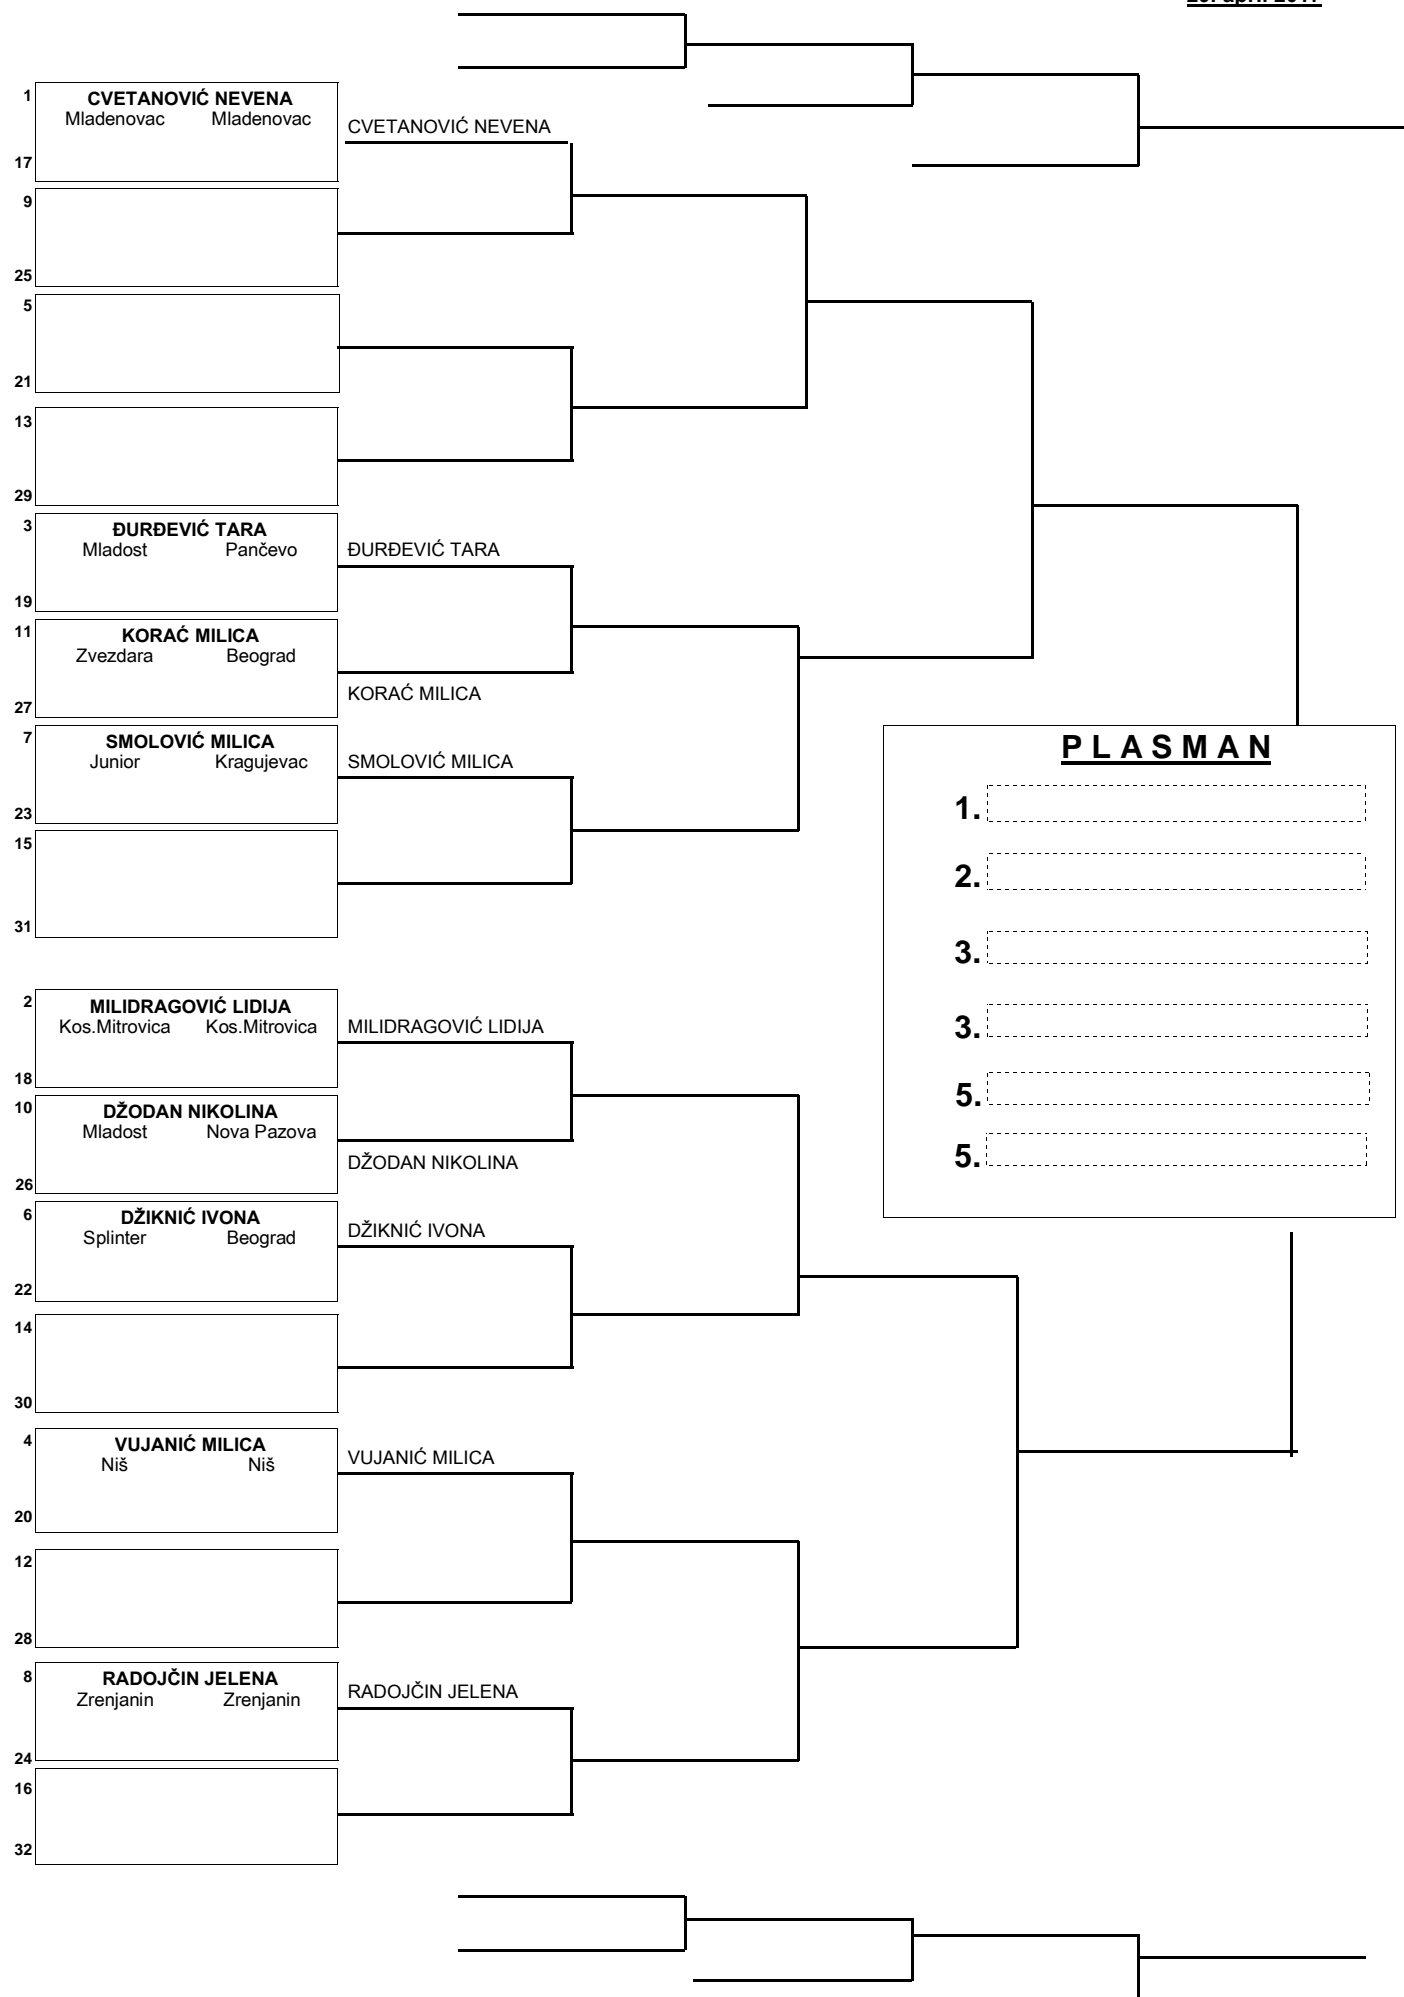 1
CVETANOVIĆ NEVENA
Mladenovac Mladenovac
CVETANOVIĆ NEVENA
17
9
25
5
21
13
29
3
ĐURĐEVIĆ TARA
Mladost Pančevo
ĐURĐEVIĆ TARA
19
11
KORAĆ MILICA
Zvezdara Beograd
27
KORAĆ MILICA
7
SMOLOVIĆ MILICA
Junior Kragujevac
SMOLOVIĆ MILICA
23
15
31
PLASMAN
1.
2.
3.
3.
5.
5.
2
MILIDRAGOVIĆ LIDIJA
Kos.Mitrovica Kos.Mitrovica
MILIDRAGOVIĆ LIDIJA
18
10
DŽODAN NIKOLINA
Mladost Nova Pazova
DŽODAN NIKOLINA
26
6
DŽIKNIĆ IVONA
Splinter Beograd
DŽIKNIĆ IVONA
22
14
30
4
VUJANIĆ MILICA
Niš Niš
VUJANIĆ MILICA
20
12
28
8
RADOJČIN JELENA
Zrenjanin Zrenjanin
RADOJČIN JELENA
24
16
32